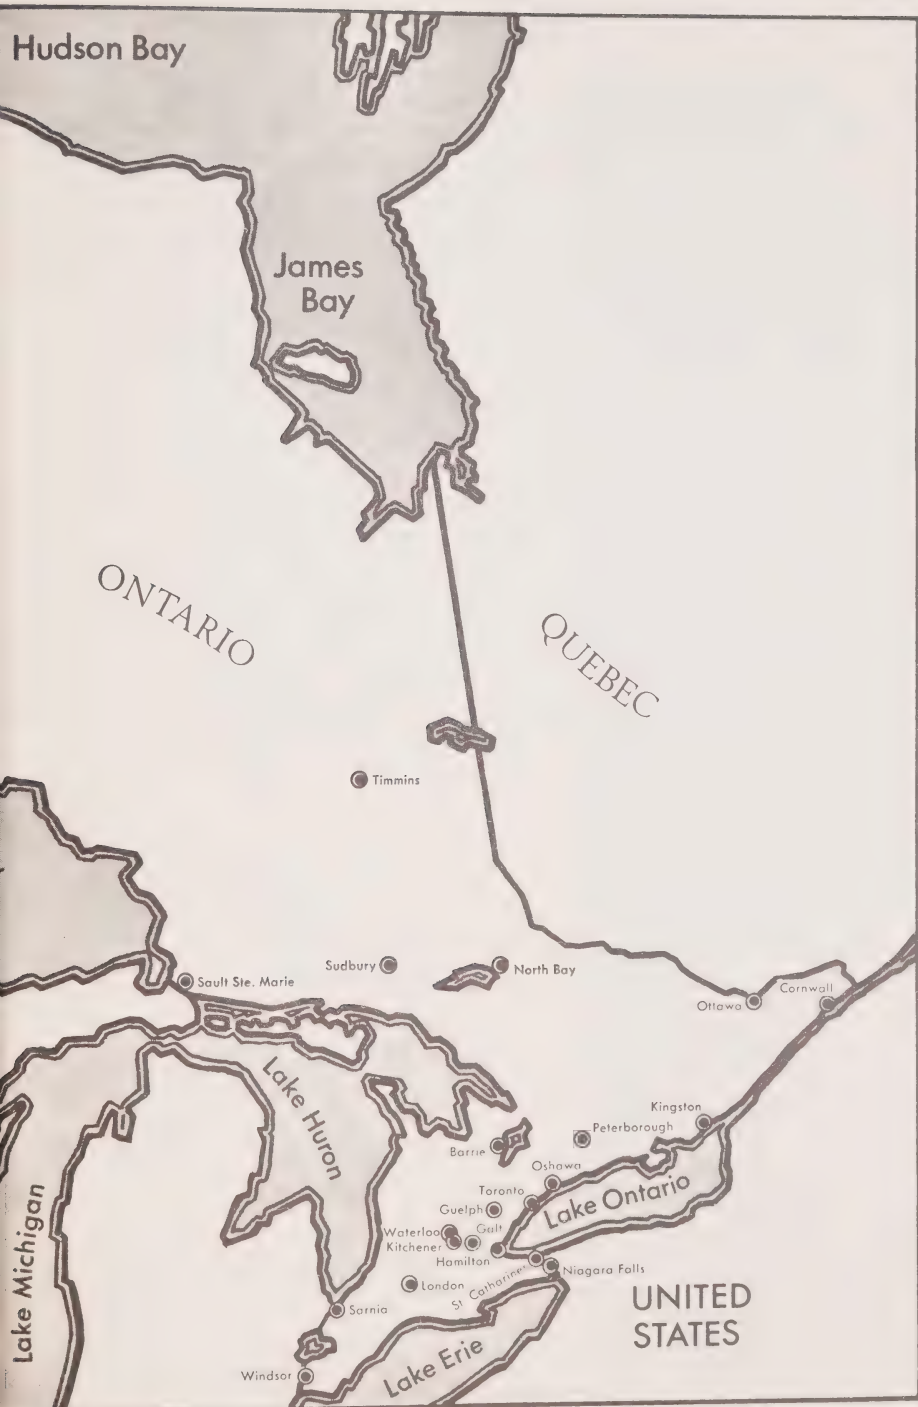 Hudson Bay
James
Bay
ONTARIO
QUEBEC
Timmins
Sudbury
North Bay
Sault Ste. Marie
Ottawa
Cornwall
Lake Huron
Kingston
Peterborough
Barrie
Oshawa
Toronto
Lake Ontario
Guelph
Waterloo
Galt
Kitchener
Hamilton
St. Catharines
Niagara Falls
London
Lake Michigan
UNITED
STATES
Sarnia
Lake Erie
Windsor